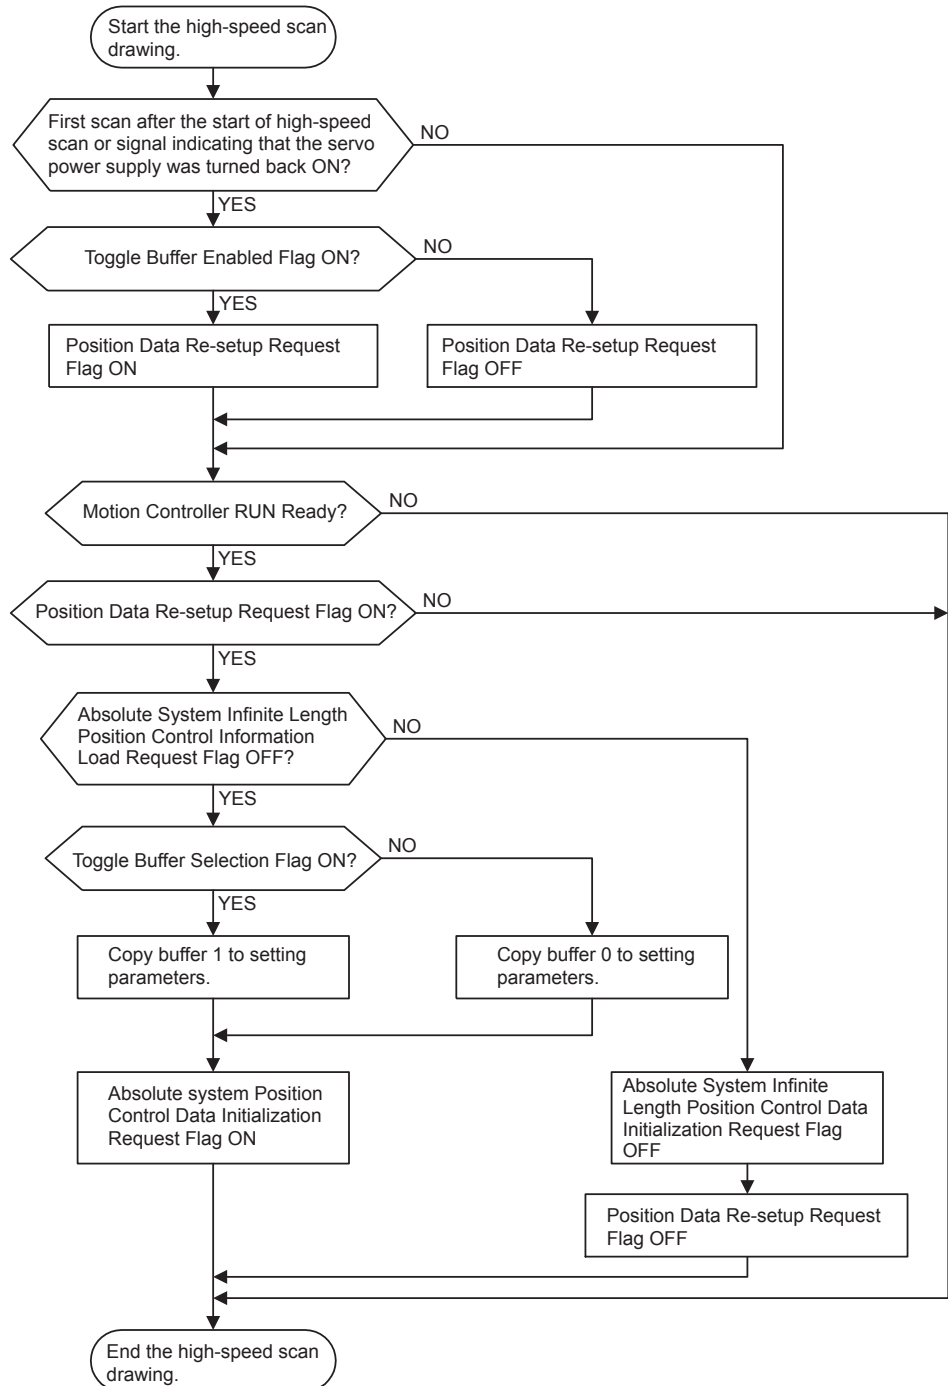 Start the high-speed scan
drawing.
First scan after the start of high-speed
scan or signal indicating that the servo
power supply was turned back ON?
NO
YES
Toggle Buffer Enabled Flag ON?
NO
YES
Position Data Re-setup Request
Flag ON
Position Data Re-setup Request
Flag OFF
Motion Controller RUN Ready?
NO
YES
Position Data Re-setup Request Flag ON?
NO
YES
Absolute System Infinite Length
Position Control Information
Load Request Flag OFF?
NO
YES
Toggle Buffer Selection Flag ON?
NO
YES
Copy buffer 1 to setting
parameters.
Copy buffer 0 to setting
parameters.
Absolute system Position
Control Data Initialization
Request Flag ON
Absolute System Infinite
Length Position Control Data
Initialization Request Flag
OFF
Position Data Re-setup Request
Flag OFF
End the high-speed scan
drawing.